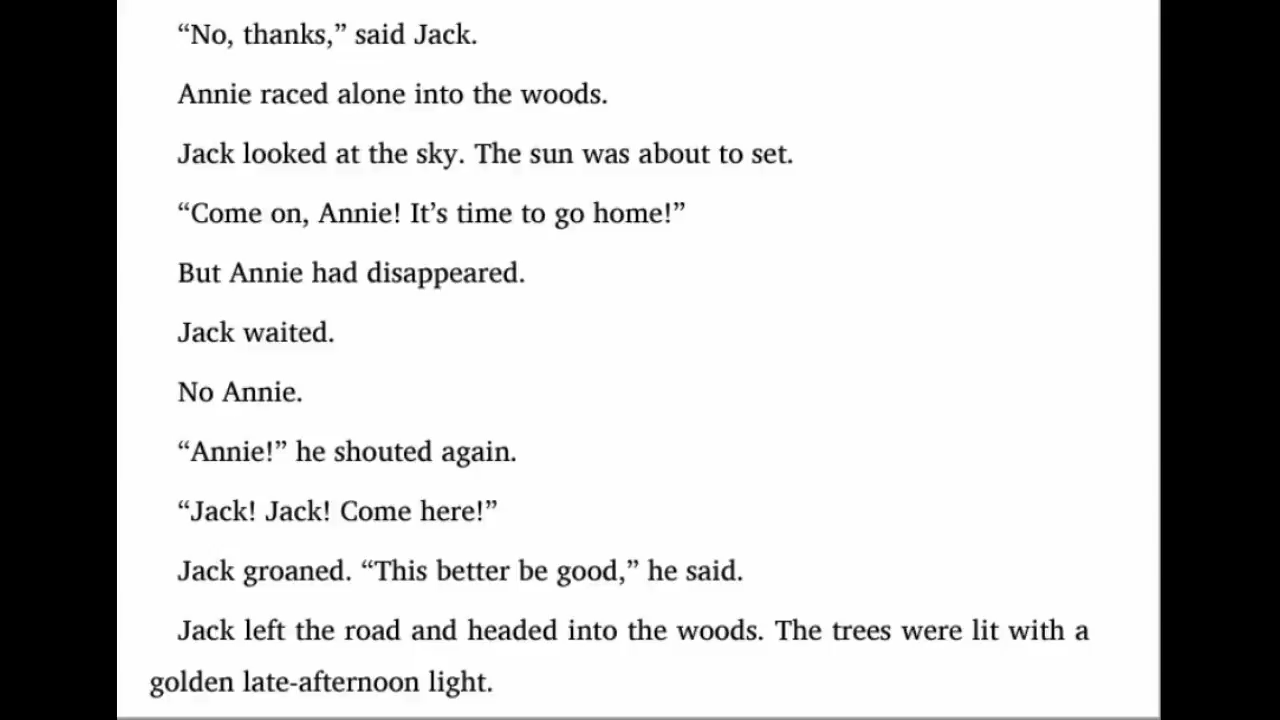 “No, thanks,” said Jack.
Annie raced alone into the woods.
Jack looked at the sky. The sun was about to set.
“Come on, Annie! It’s time to go home!”
But Annie had disappeared.
Jack waited.
No Annie.
“Annie!” he shouted again.
“Jack! Jack! Come here!”
Jack groaned. “This better be good,” he said.
Jack left the road and headed into the woods. The trees were lit with a
golden late-afternoon light.